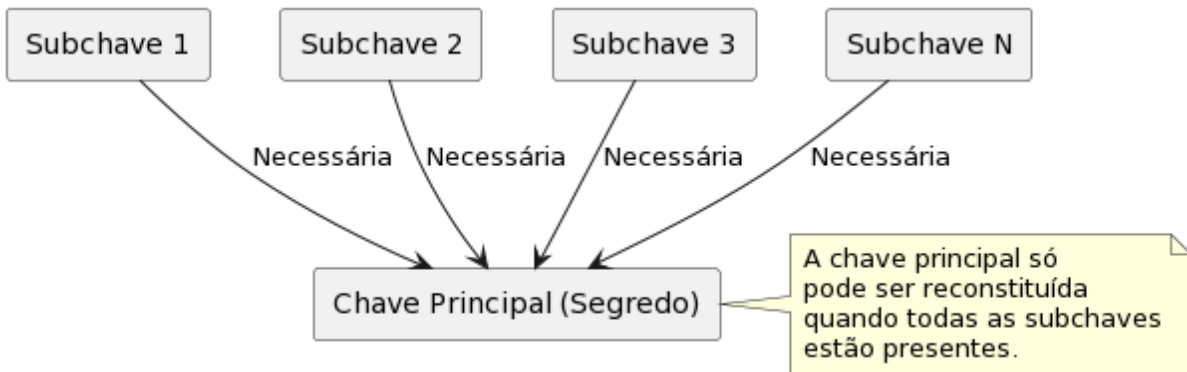 Subchave 1
Subchave 2
Subchave 3
Subchave N
Necessária
Necessária
Necessária
Necessária
Chave Principal (Segredo)
A chave principal só
pode ser reconstituída
quando todas as subchaves
estão presentes.